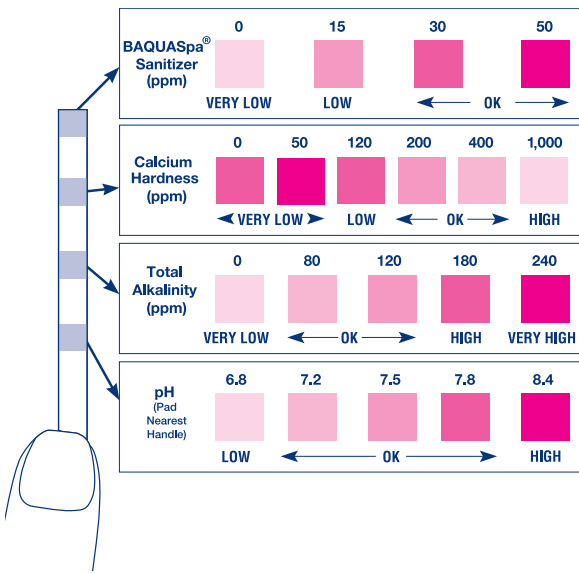 0 15 30 50
BAQUASpa®
Sanitizer
(ppm)
VERY LOW LOW OK
0 50 120 200 400 1,000
Calcium
Hardness
(ppm)
VERY LOW LOW OK HIGH
0 80 120 180 240
Total
Alkalinity
(ppm)
VERY LOW OK HIGH VERY HIGH
6.8 7.2 7.5 7.8 8.4
pH
(Pad
Nearest
Handle)
LOW OK HIGH